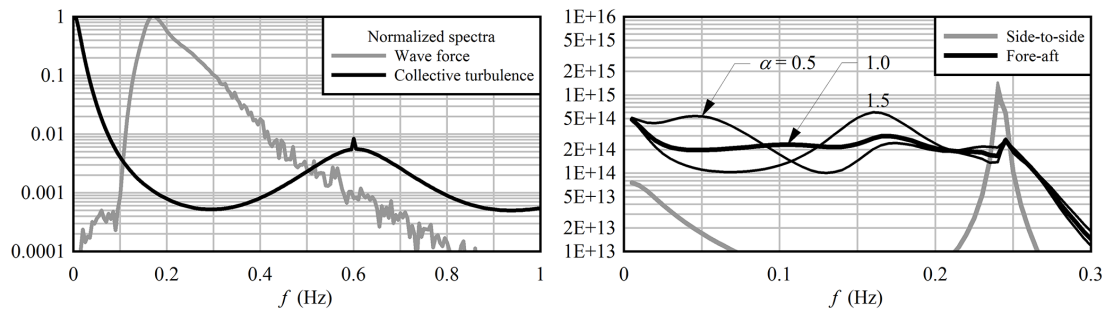 1
0.1
0.01
0.001
0.0001
Normalized spectra
Wave force
Collective turbulence
0
0.2
0.4
0.6
0.8
1
f (Hz)
1E+16
5E+15
2E+15
1E+15
5E+14
2E+14
1E+14
5E+13
2E+13
1E+13
Side-to-side
Fore-aft
α = 0.5
1.0
1.5
0
0.1
0.2
0.3
f (Hz)